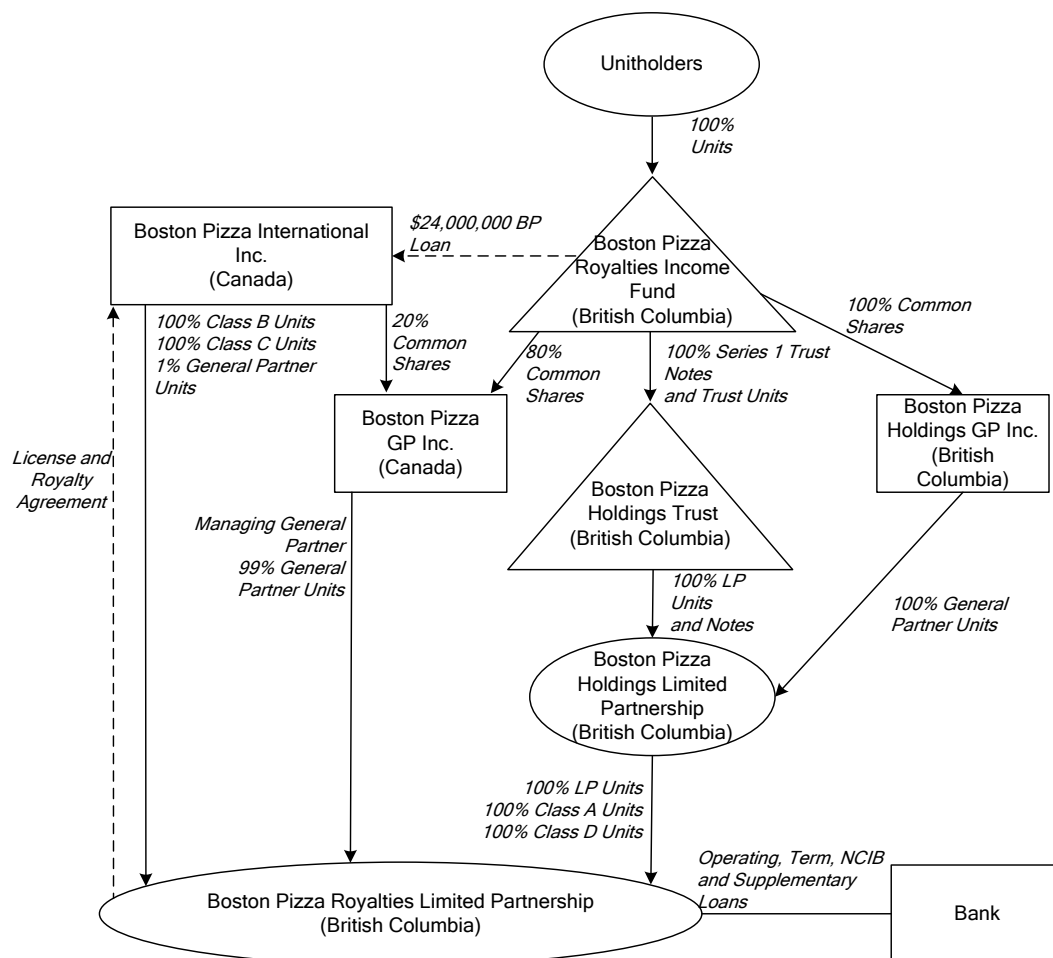 Unitholders
100%
Units
$24,000,000 BP
Loan
Boston Pizza International
Inc.
(Canada)
Boston Pizza
Royalties Income
Fund
(British Columbia)
100% Common
Shares
100% Class B Units
100% Class C Units
1% General Partner
Units
20%
Common
Shares
80%
Common
Shares
100% Series 1 Trust
Notes
and Trust Units
Boston Pizza
GP Inc.
(Canada)
Boston Pizza
Holdings GP Inc.
(British
Columbia)
License and
Royalty
Agreement
Boston Pizza
Holdings Trust
(British Columbia)
Managing General
Partner
99% General
Partner Units
100% LP
Units
and Notes
100% General
Partner Units
Boston Pizza
Holdings Limited
Partnership
(British Columbia)
100% LP Units
100% Class A Units
100% Class D Units
Operating, Term, NCIB
and Supplementary
Loans
Boston Pizza Royalties Limited Partnership
(British Columbia)
Bank